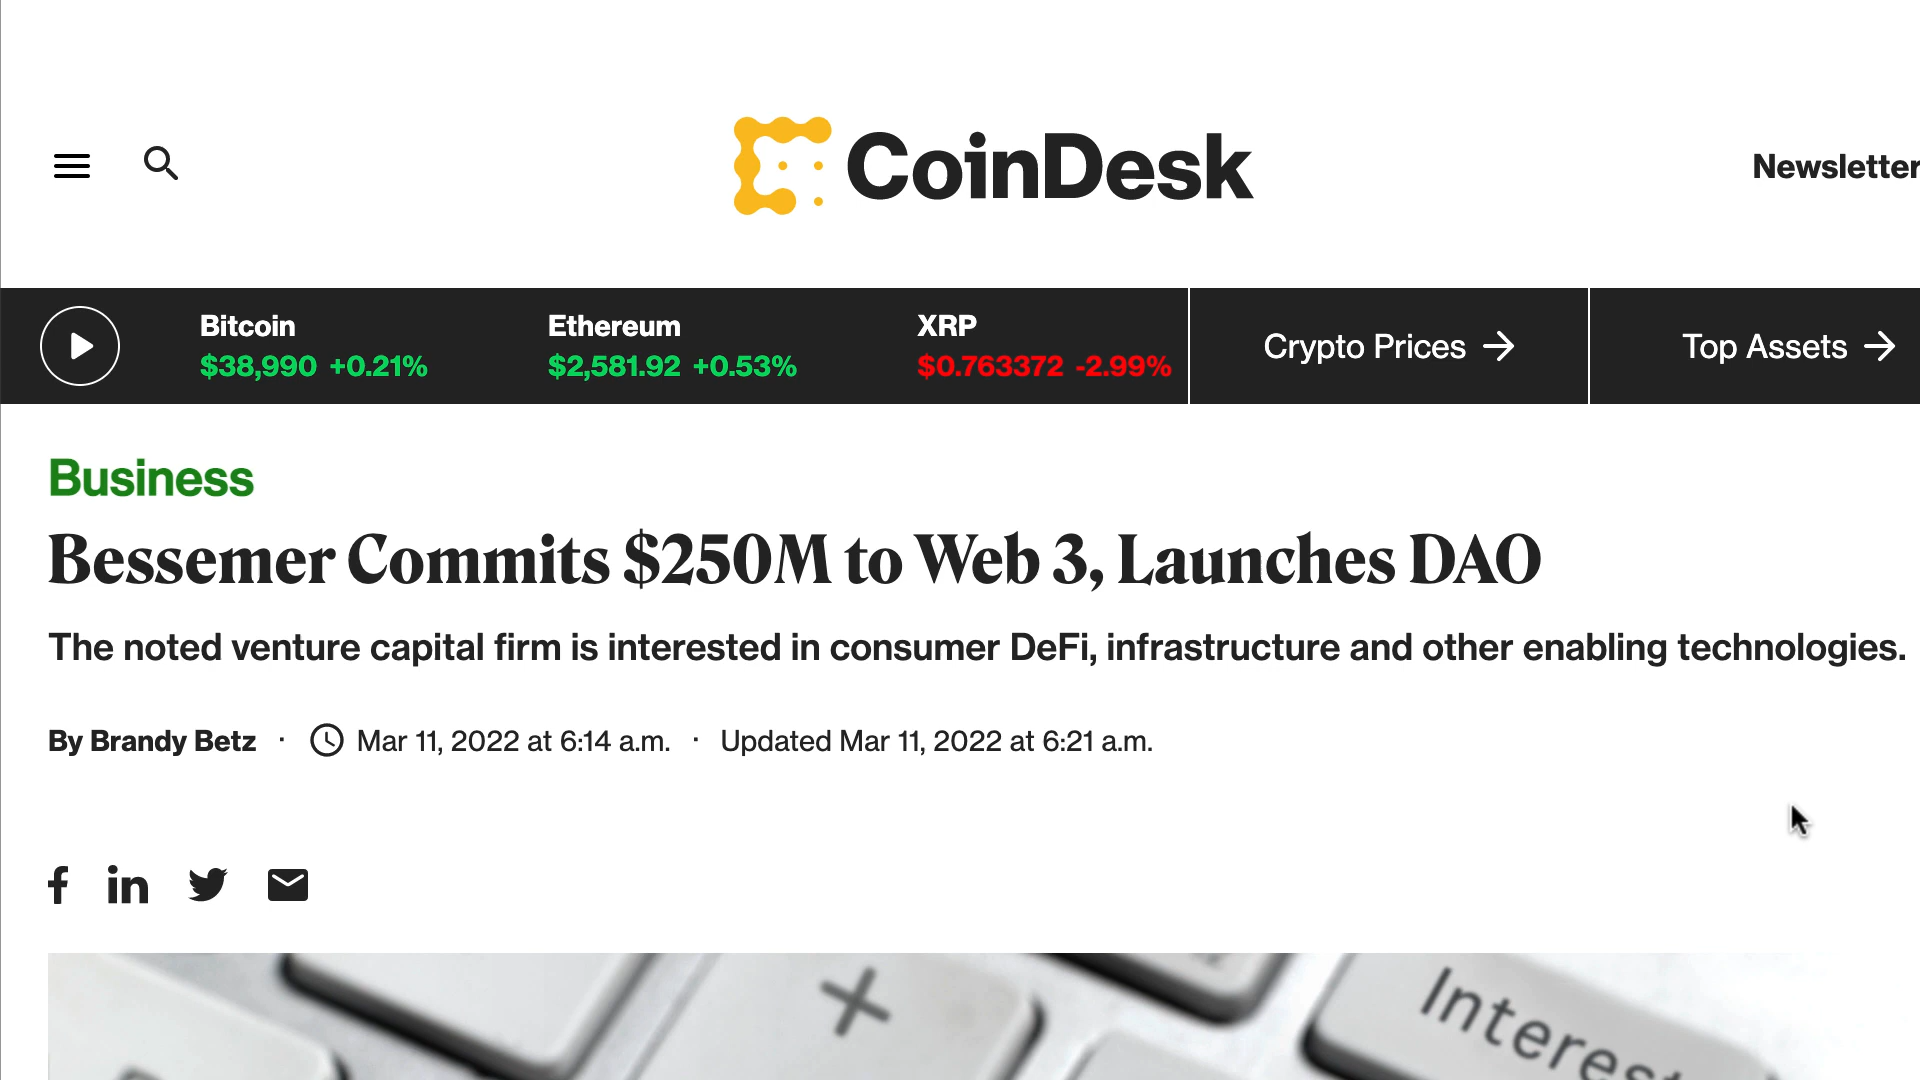 CoinDesk
Newsletter
Bitcoin
$38,990 +0.21%
Ethereum
$2,581.92 +0.53%
XRP
$0.763372 -2.99%
Crypto Prices
Top Assets
Business
Bessemer Commits $250M to Web 3, Launches DAO
The noted venture capital firm is interested in consumer DeFi, infrastructure and other enabling technologies.
By Brandy Betz · Mar 11, 2022 at 6:14 a.m. · Updated Mar 11, 2022 at 6:21 a.m.
+
Interest